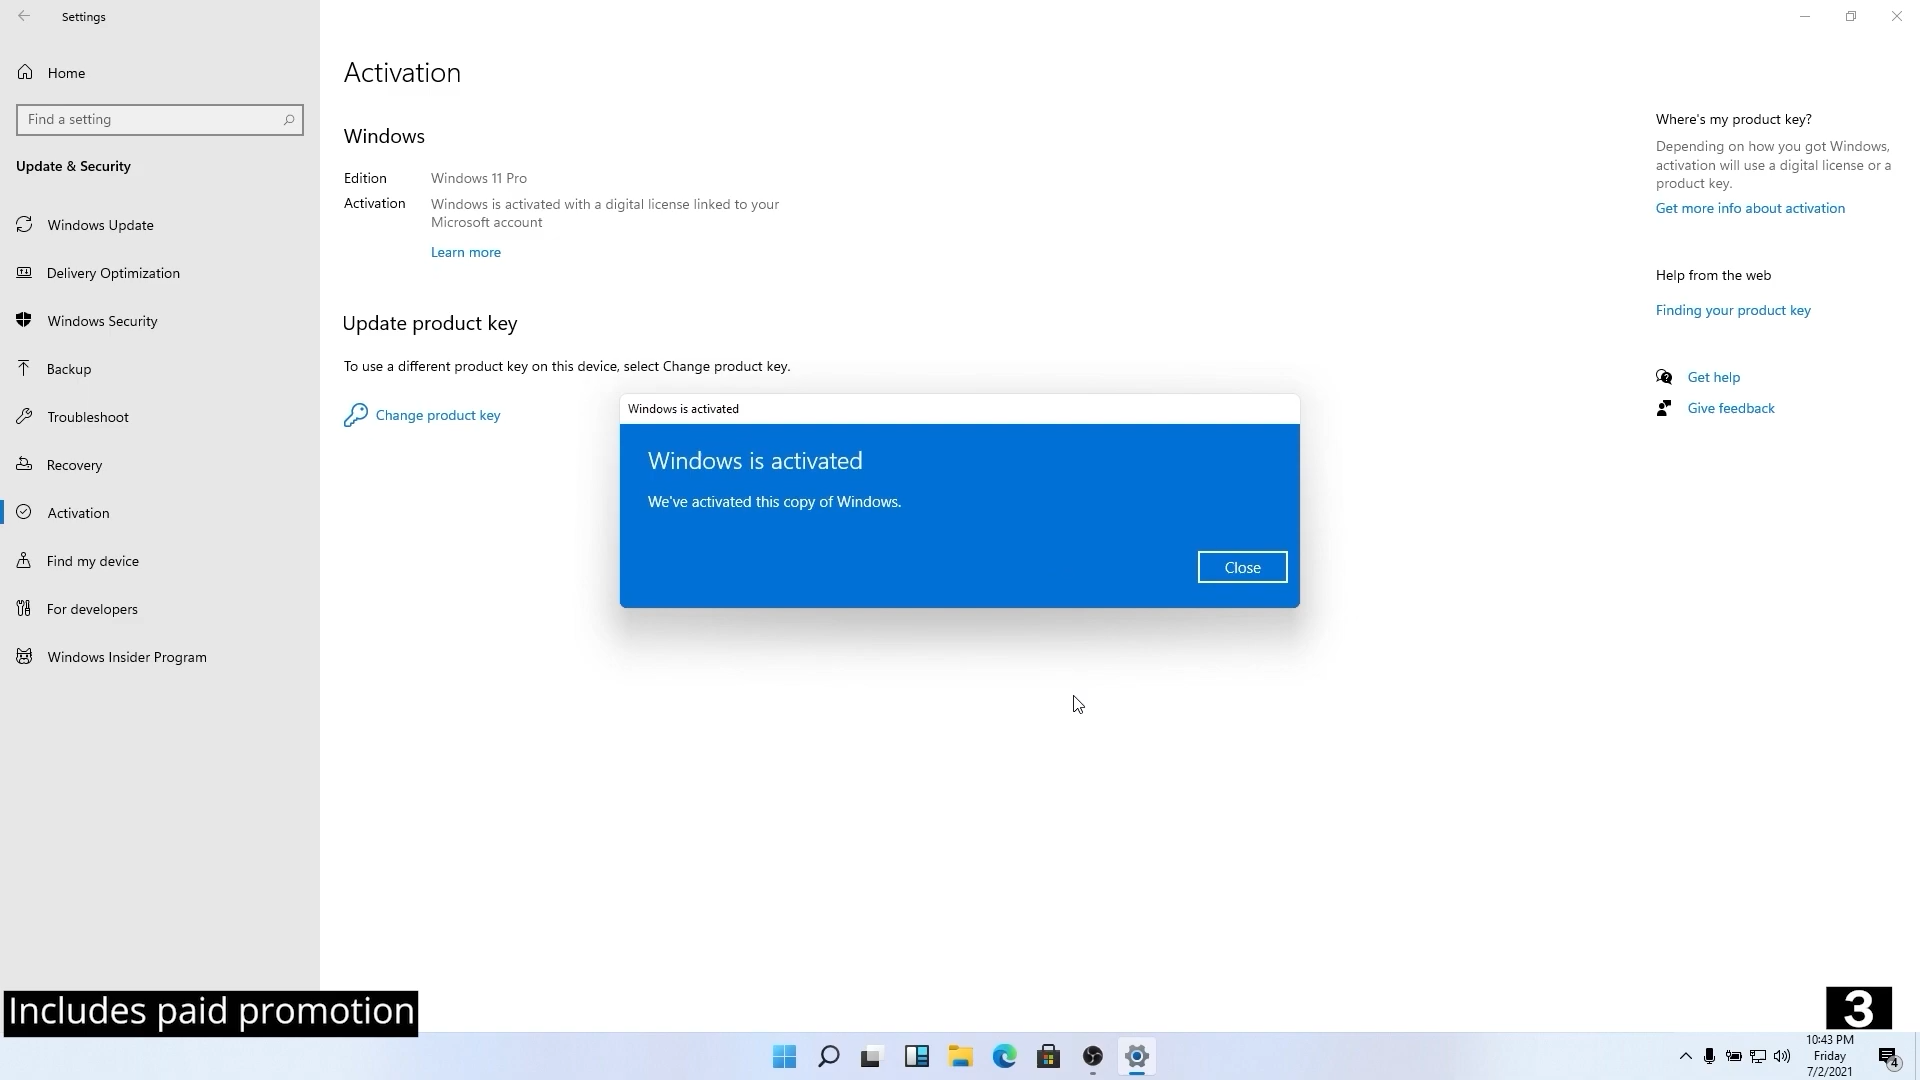 Settings
Home
Find a setting
Update & Security
Windows Update
Delivery Optimization
Windows Security
Backup
Troubleshoot
Recovery
Activation
Find my device
For developers
Windows Insider Program
Activation
Windows
Edition Windows 11 Pro
Activation Windows is activated with a digital license linked to your
Microsoft account
Learn more
Update product key
To use a different product key on this device, select Change product key.
Change product key
Windows is activated
Windows is activated
We've activated this copy of Windows.
Close
Where's my product key?
Depending on how you got Windows,
activation will use a digital license or a
product key.
Get more info about activation
Help from the web
Finding your product key
Get help
Give feedback
Includes paid promotion
3
10:43 PM
Friday
7/2/2021
4